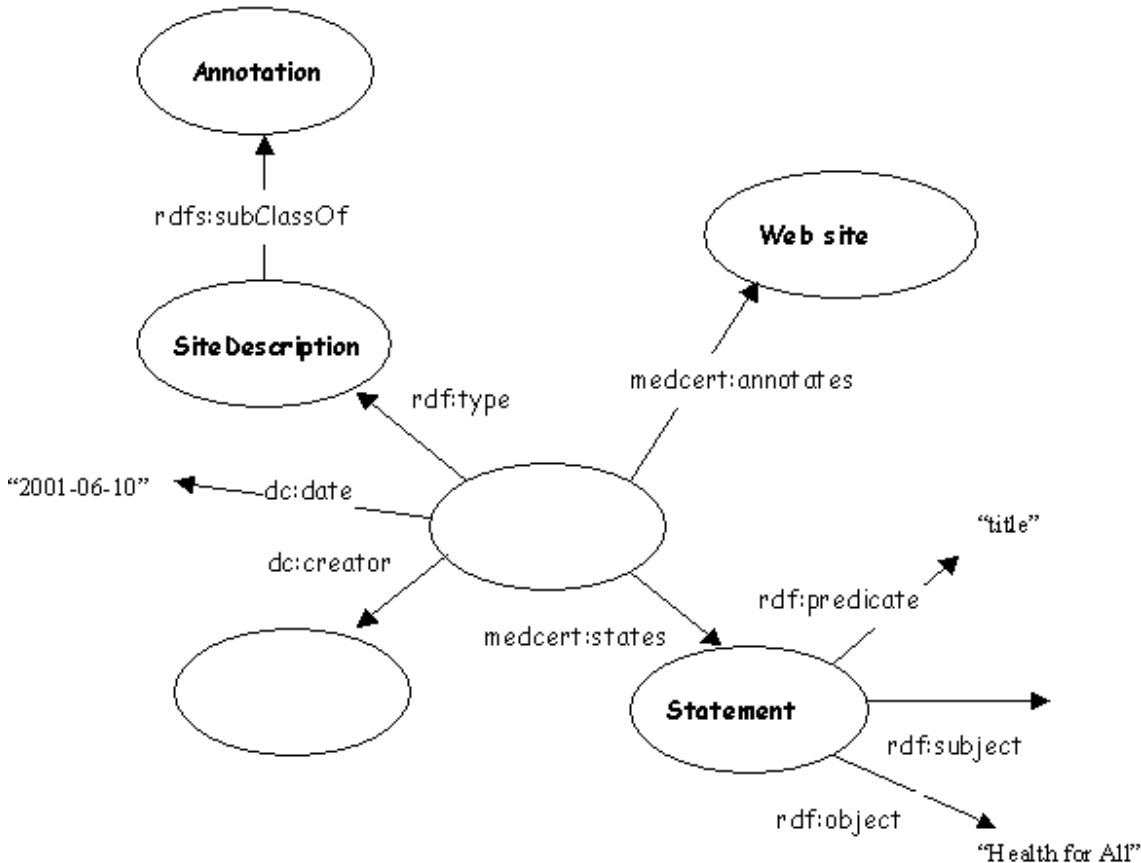 Annotation
rdfs:subClassOf
Web site
SiteDescription
medcert:annotates
rdf:type
“2001-06-10”
dc:date
“title”
dc:creator
rdf:predicate
medcert:states
Statement
rdf:subject
rdf:object
“Health for All”